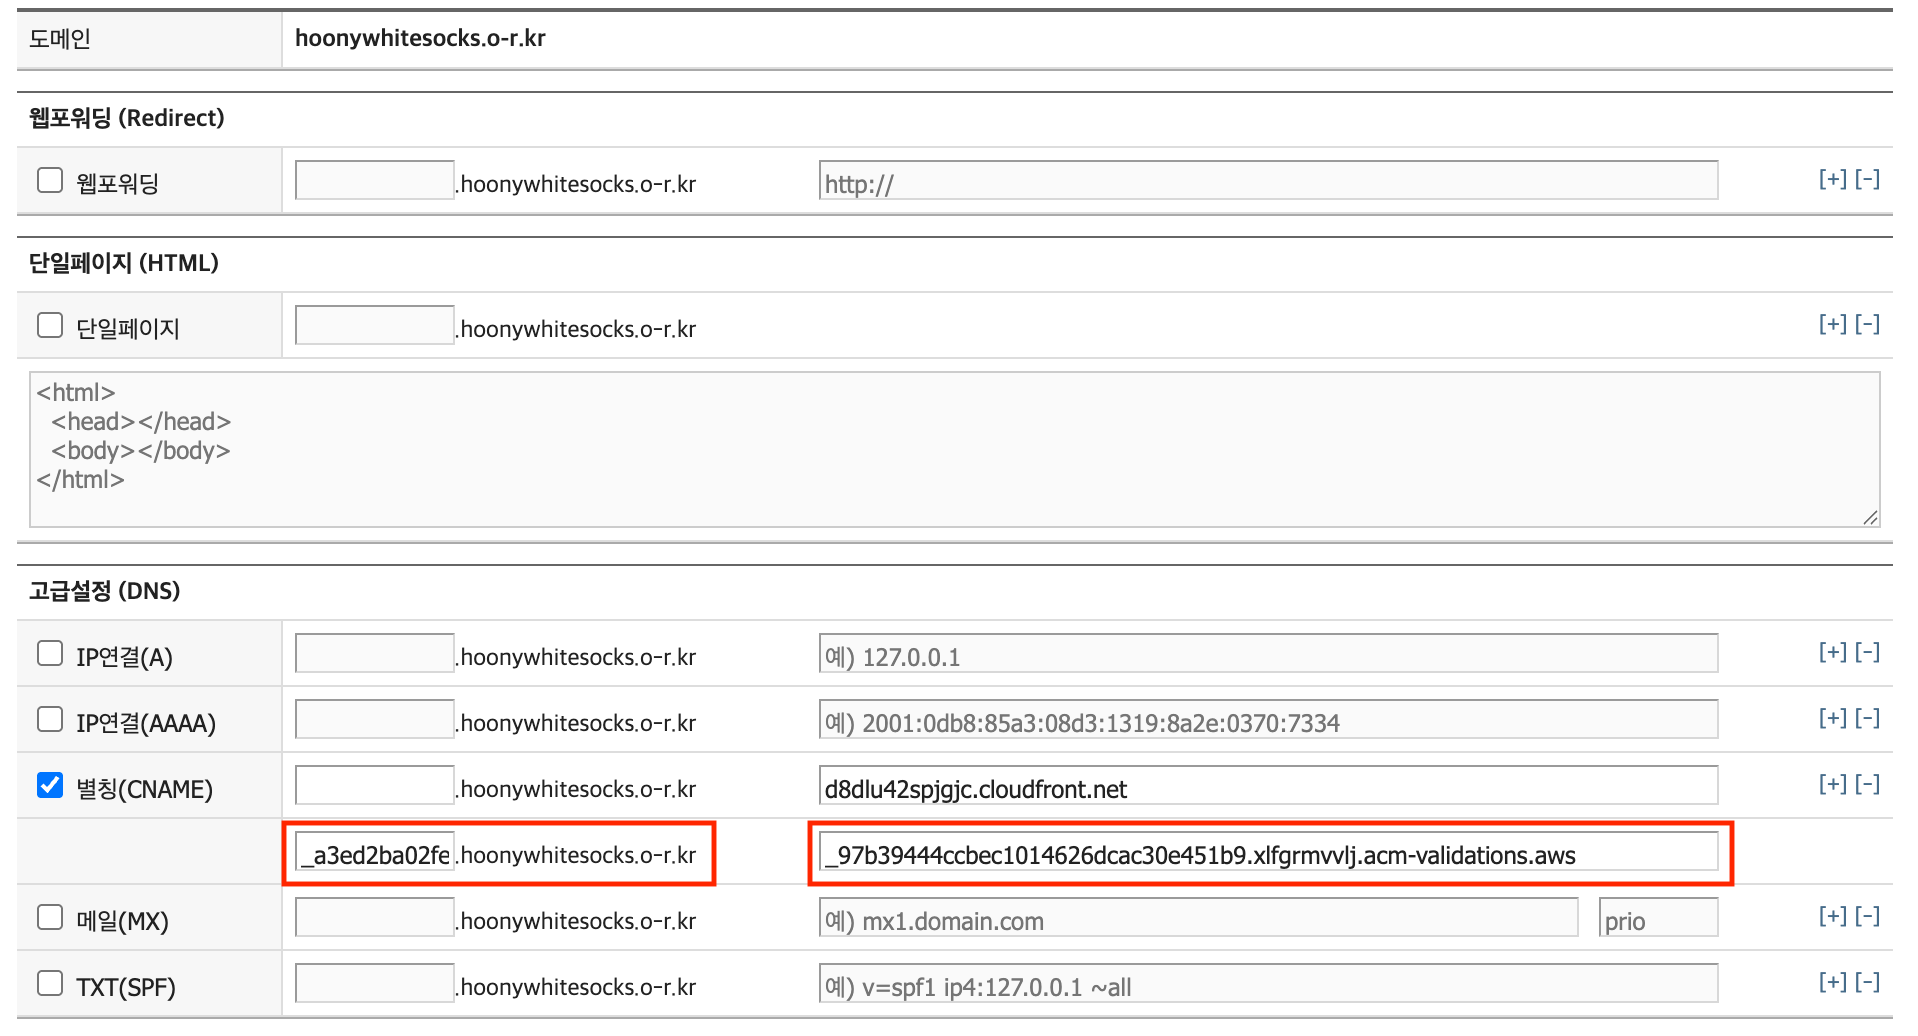 도메인 hoonywhitesocks.o-r.kr
웹포워딩 (Redirect)
웹포워딩 .hoonywhitesocks.o-r.kr http:// [+] [-]
단일페이지 (HTML)
단일페이지 .hoonywhitesocks.o-r.kr [+] [-]
<html>
<head></head>
<body></body>
</html>
고급설정 (DNS)
IP연결(A) .hoonywhitesocks.o-r.kr 예) 127.0.0.1 [+] [-]
IP연결(AAAA) .hoonywhitesocks.o-r.kr 예) 2001:0db8:85a3:08d3:1319:8a2e:0370:7334 [+] [-]
별칭(CNAME) .hoonywhitesocks.o-r.kr d8dlu42spjgjc.cloudfront.net [+] [-]
_a3ed2ba02fe .hoonywhitesocks.o-r.kr _97b39444ccbec1014626dcac30e451b9.xlfgrmvvlj.acm-validations.aws
메일(MX) .hoonywhitesocks.o-r.kr 예) mx1.domain.com prio [+] [-]
TXT(SPF) .hoonywhitesocks.o-r.kr 예) v=spf1 ip4:127.0.0.1 ~all [+] [-]